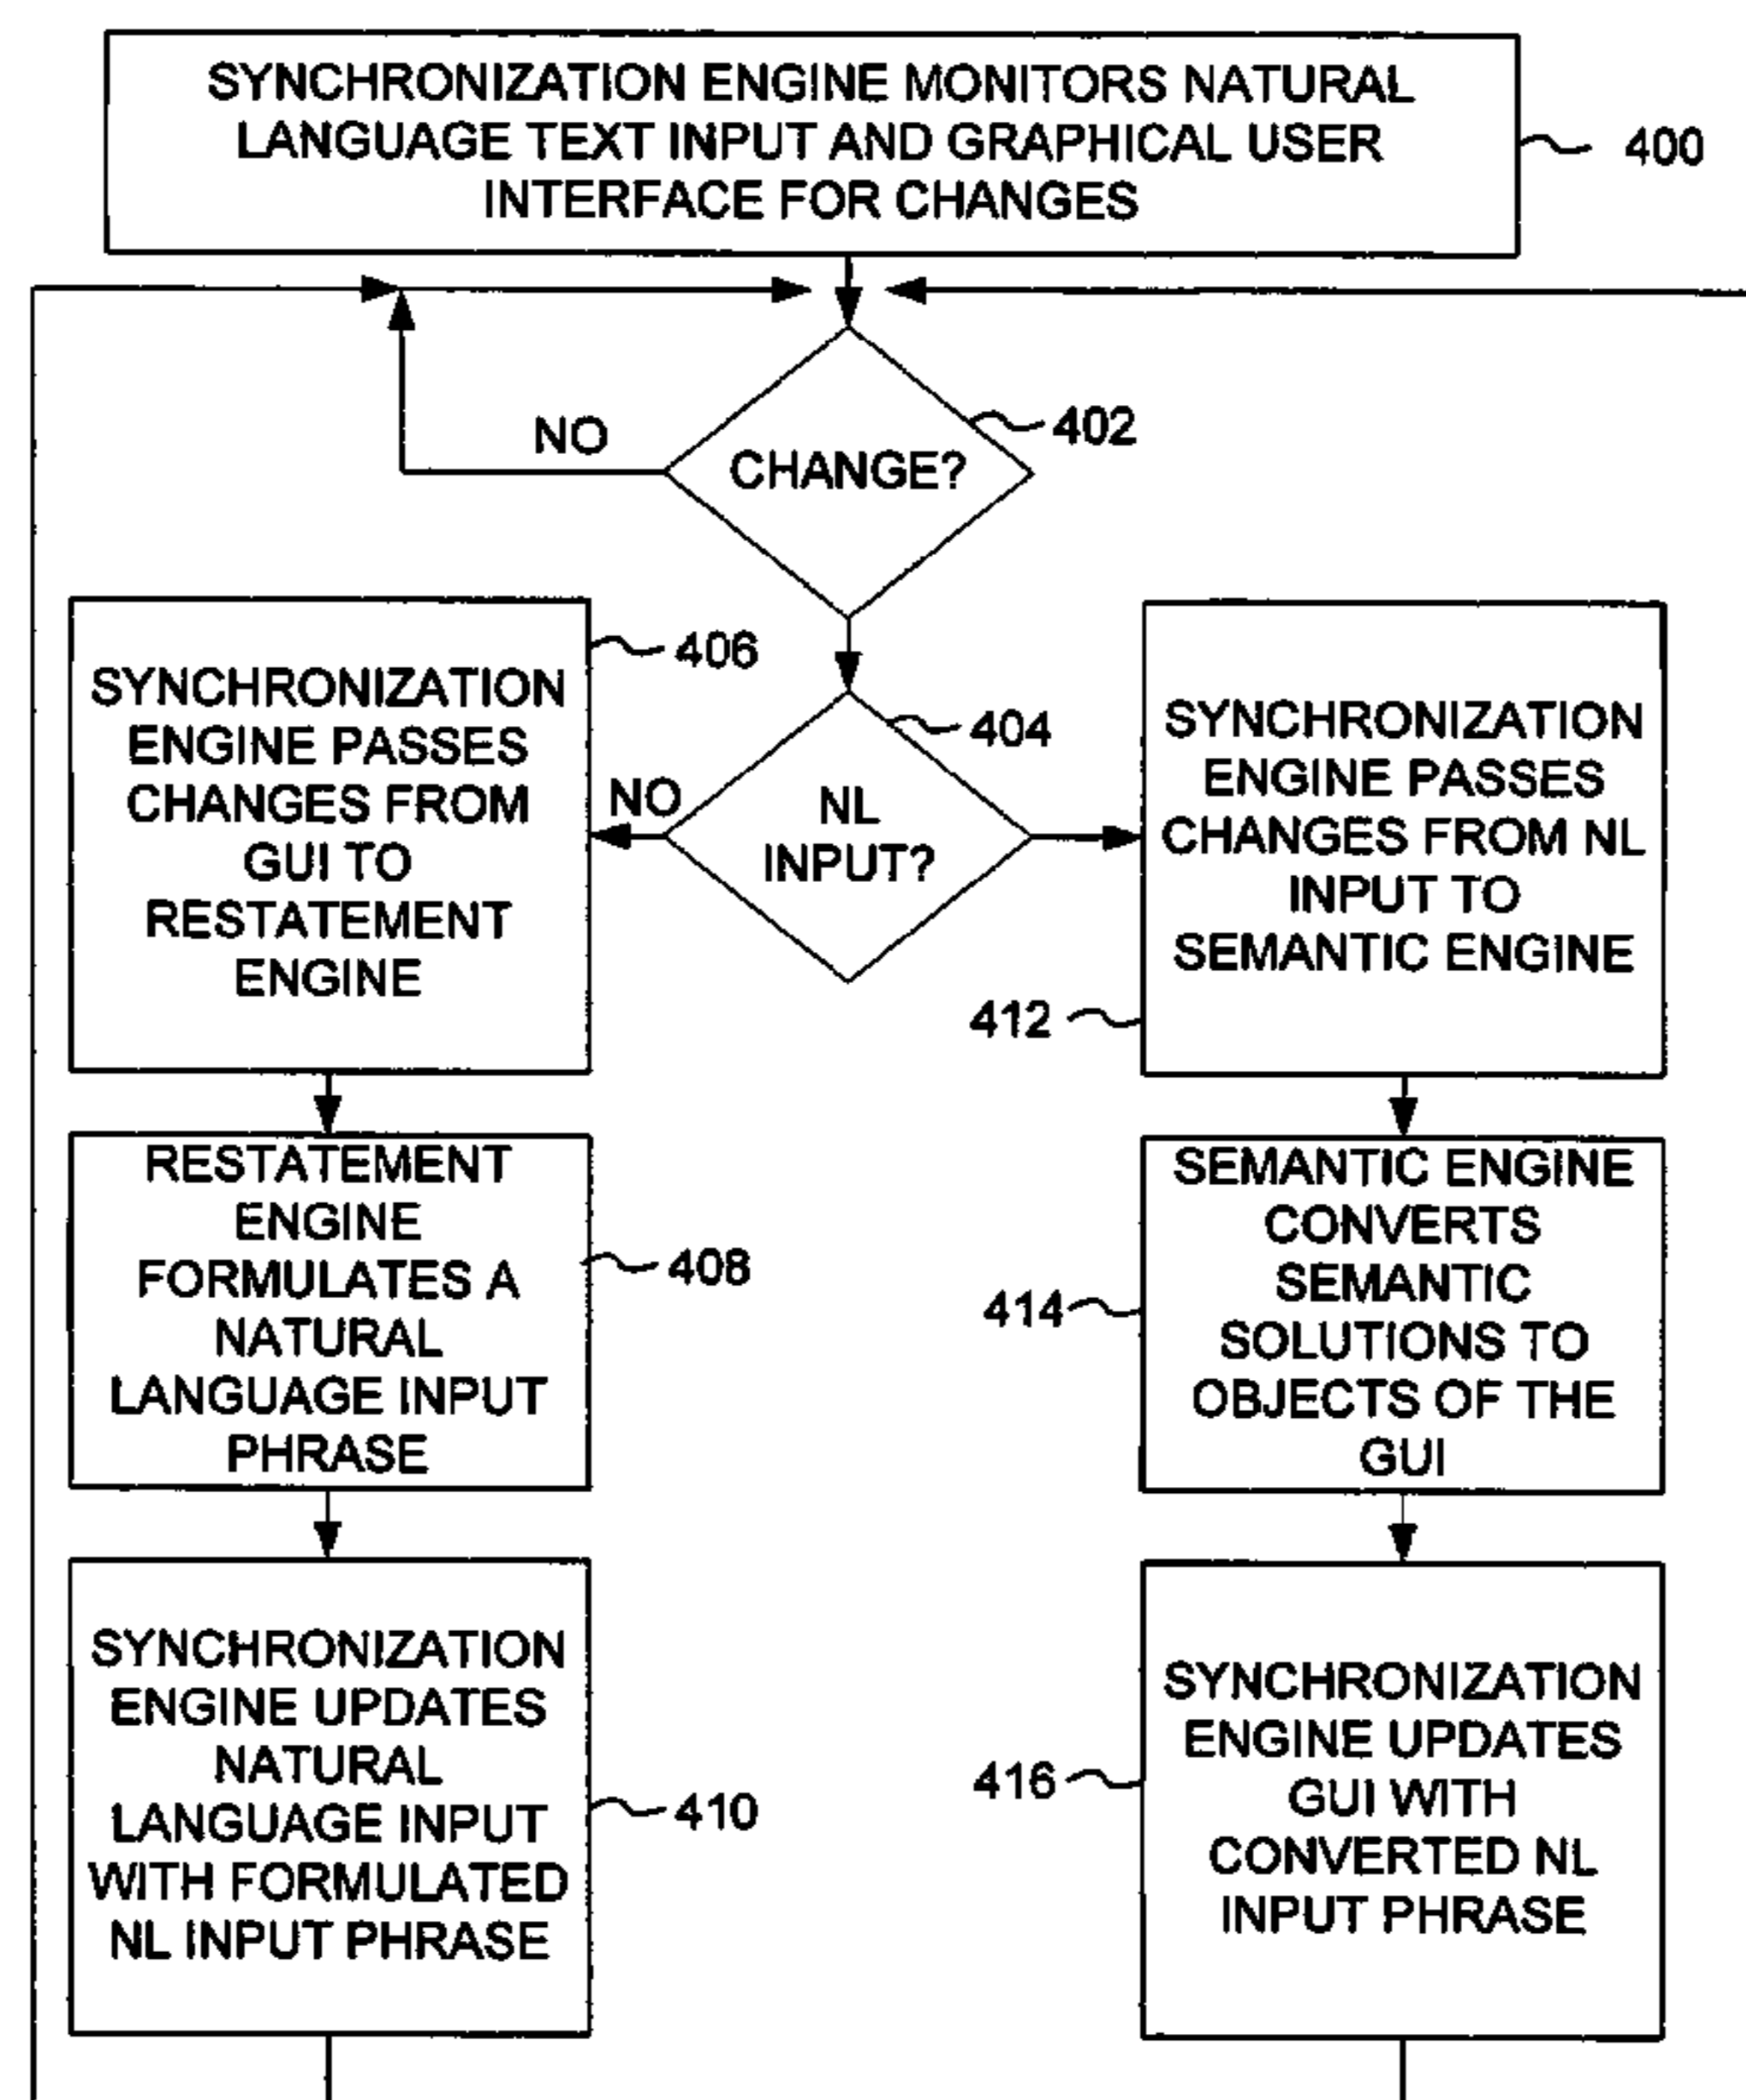 SYNCHRONIZATION ENGINE MONITORS NATURAL
LANGUAGE TEXT INPUT AND GRAPHICAL USER
INTERFACE FOR CHANGES
400
402
NO
CHANGE?
406
SYNCHRONIZATION
ENGINE PASSES
CHANGES FROM
GUI TO
RESTATEMENT
ENGINE
404
NO
NL
INPUT?
SYNCHRONIZATION
ENGINE PASSES
CHANGES FROM NL
INPUT TO
SEMANTIC ENGINE
412
RESTATEMENT
ENGINE
FORMULATES A
NATURAL
LANGUAGE INPUT
PHRASE
408
SEMANTIC ENGINE
CONVERTS
SEMANTIC
SOLUTIONS TO
OBJECTS OF THE
GUI
414
SYNCHRONIZATION
ENGINE UPDATES
NATURAL
LANGUAGE INPUT
WITH FORMULATED
NL INPUT PHRASE
410
SYNCHRONIZATION
ENGINE UPDATES
GUI WITH
CONVERTED NL
INPUT PHRASE
416